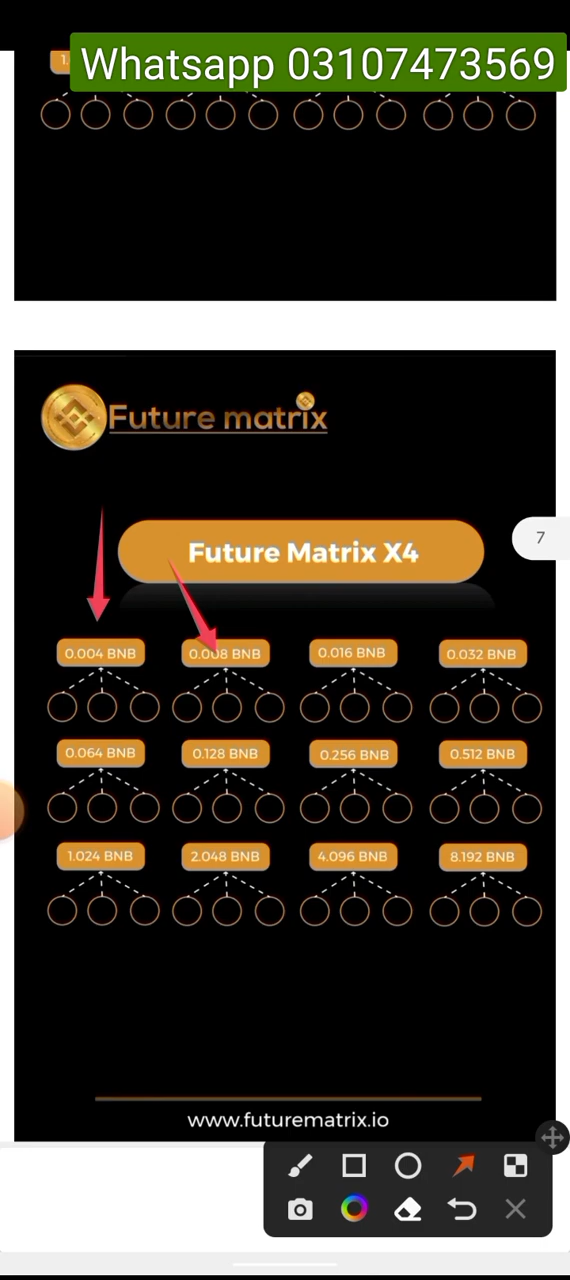 Whatsapp 03107473569
Future matrix
Future Matrix X4
7
0.004 BNB 0.008 BNB 0.016 BNB 0.032 BNB
0.064 BNB 0.128 BNB 0.256 BNB 0.512 BNB
1.024 BNB 2.048 BNB 4.096 BNB 8.192 BNB
www.futurematrix.io